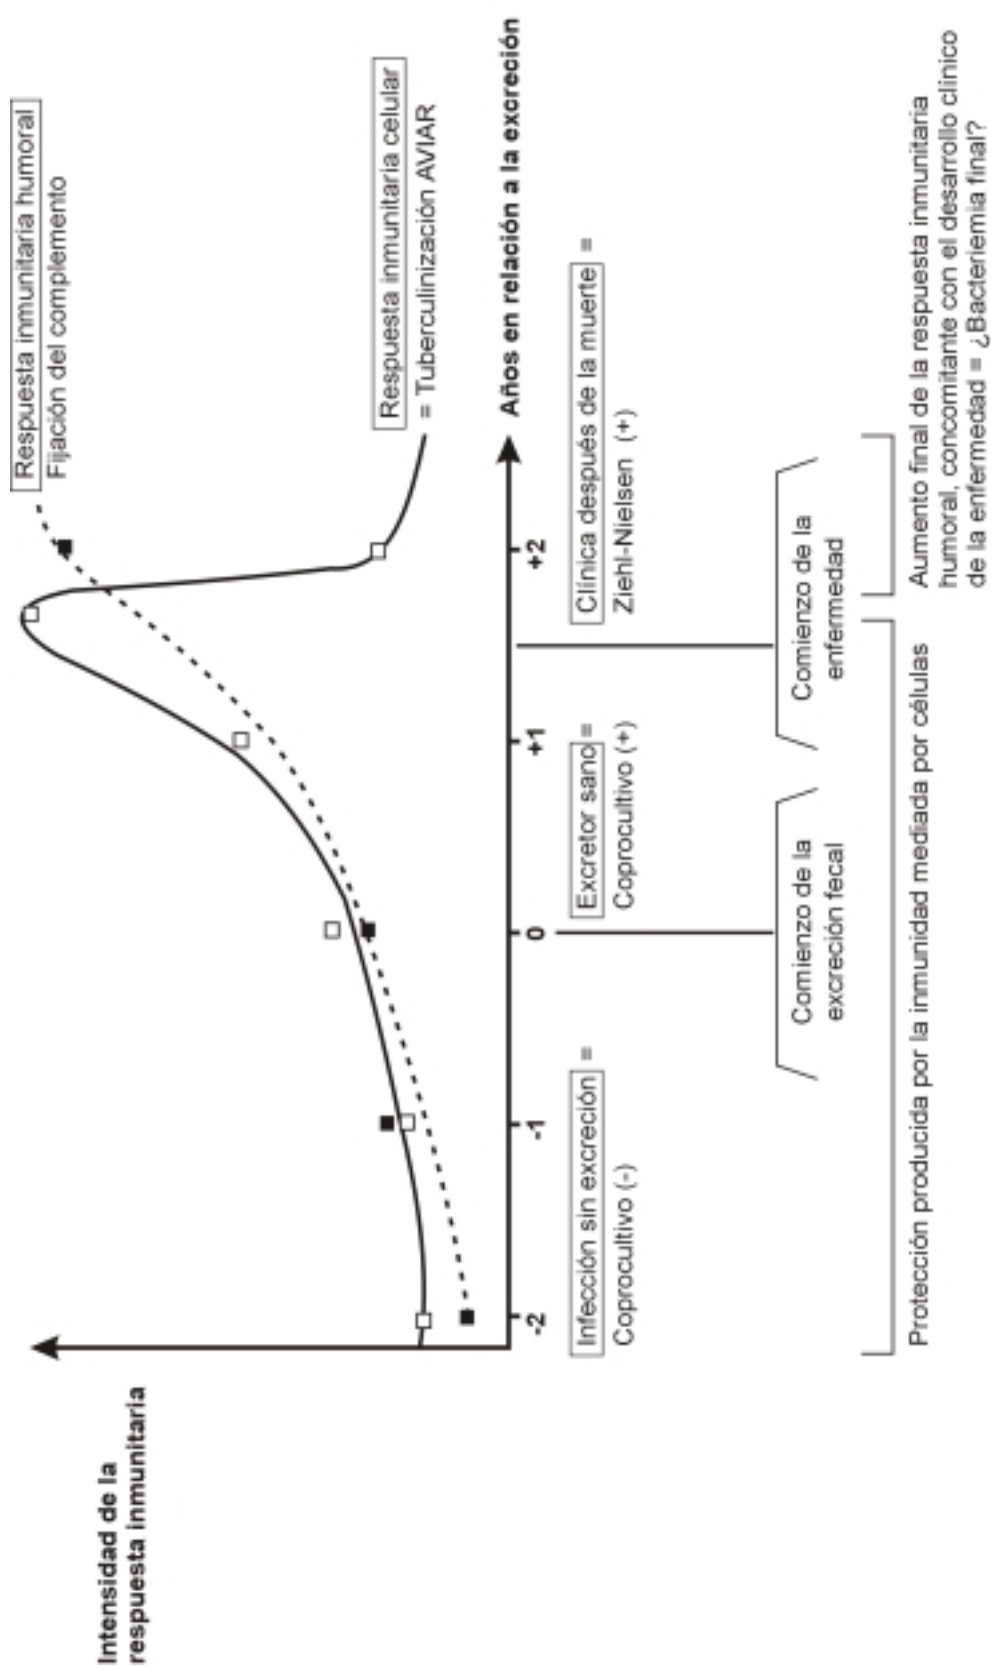 Intensidad de la
respuesta inmunitaria
Respuesta inmunitaria humoral
Fijación del complemento
Respuesta inmunitaria celular
= Tuberculinización AVIAR
Años en relación a la excreción
-2
-1
0
+1
+2
Infección sin excreción =
Coprocultivo (-)
Excretor sano =
Coprocultivo (+)
Clínica después de la muerte =
Ziehl-Nielsen (+)
Comienzo de la
excreción fecal
Comienzo de la
enfermedad
Protección producida por la inmunidad mediada por células
Aumento final de la respuesta inmunitaria
humoral, concomitante con el desarrollo clínico
de la enfermedad = ¿Bacteriemia final?